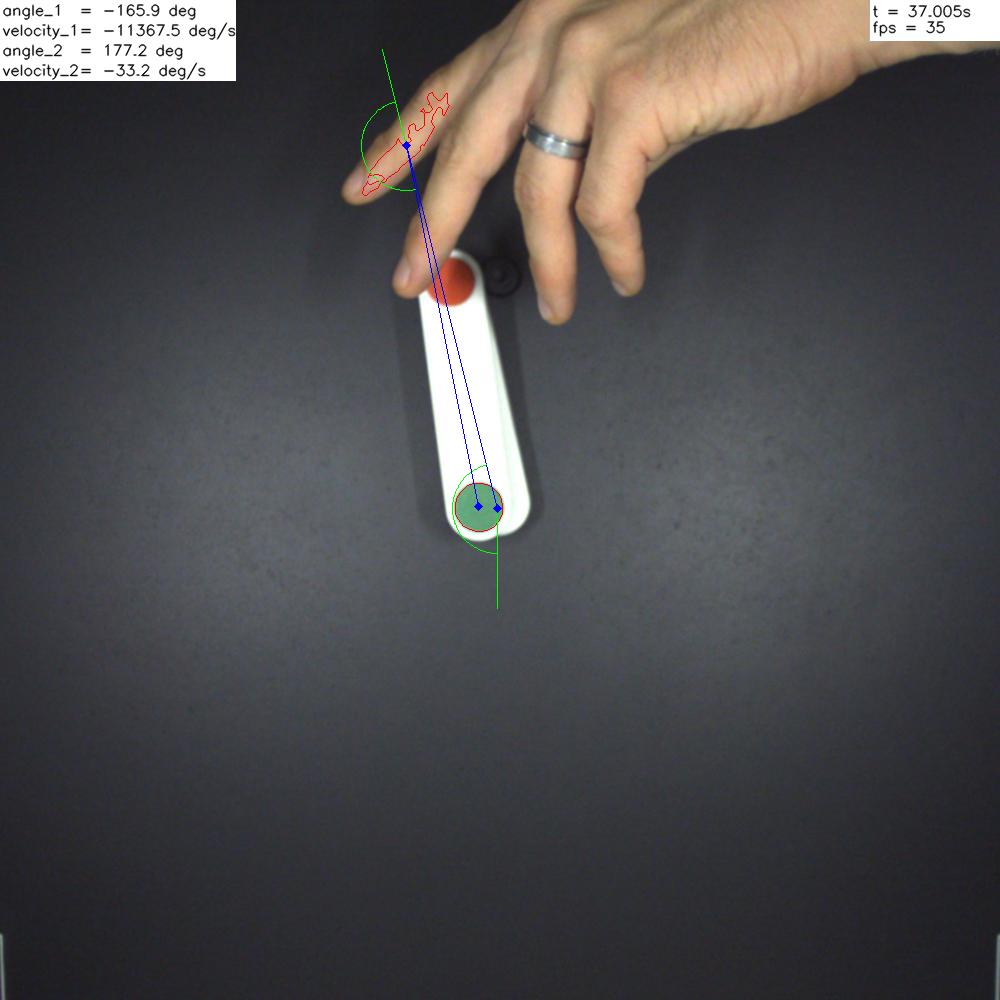 angle_1 = -165.9 deg
velocity_1= -11367.5 deg/s
angle_2 = 177.2 deg
velocity_2= -33.2 deg/s
t = 37.005s
fps = 35